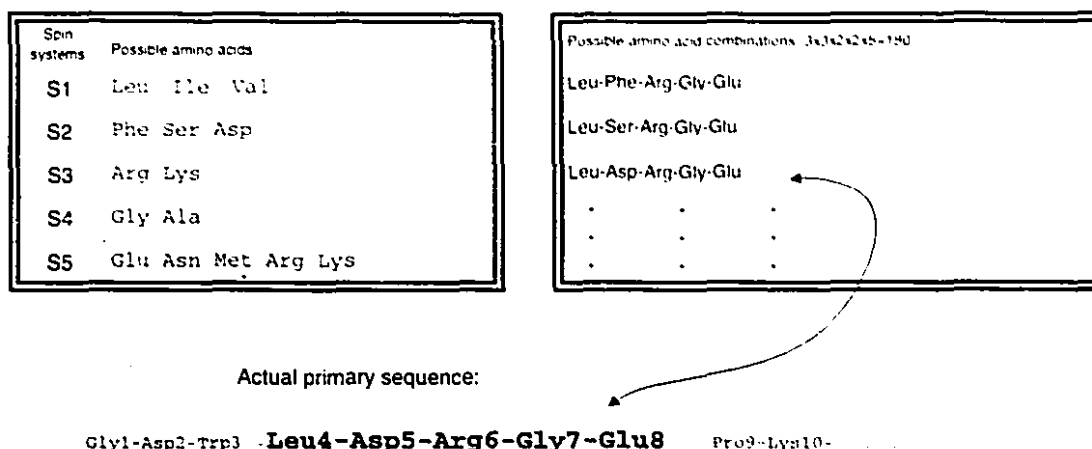 Spin
systems Possible amino acids
S1 Leu Ile Val
S2 Phe Ser Asp
S3 Arg Lys
S4 Gly Ala
S5 Glu Asn Met Arg Lys
Possible amino acid combinations 3x3x2x2x5=180
Leu-Phe-Arg-Gly-Glu
Leu-Ser-Arg-Gly-Glu
Leu-Asp-Arg-Gly-Glu
Actual primary sequence:
Gly1-Asp2-Trp3 -Leu4-Asp5-Arg6-Gly7-Glu8 Pro9-Lys10-